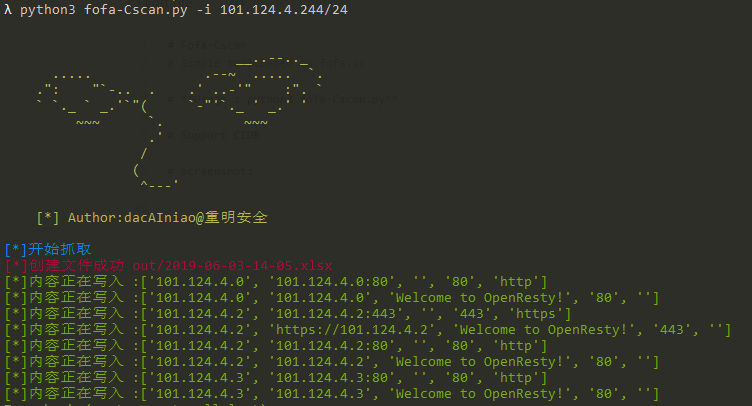 λ python3 fofa-Cscan.py -i 101.124.4.244/24
[*] Author:dacAIniao@重明安全
[*]开始抓取
[*]创建文件成功 out/2019-06-03-14-05.xlsx
[*]内容正在写入 :['101.124.4.0', '101.124.4.0:80', '', '80', 'http']
[*]内容正在写入 :['101.124.4.0', '101.124.4.0', 'Welcome to OpenResty!', '80', '']
[*]内容正在写入 :['101.124.4.2', '101.124.4.2:443', '', '443', 'https']
[*]内容正在写入 :['101.124.4.2', 'https://101.124.4.2', 'Welcome to OpenResty!', '443', '']
[*]内容正在写入 :['101.124.4.2', '101.124.4.2:80', '', '80', 'http']
[*]内容正在写入 :['101.124.4.2', '101.124.4.2', 'Welcome to OpenResty!', '80', '']
[*]内容正在写入 :['101.124.4.3', '101.124.4.3:80', '', '80', 'http']
[*]内容正在写入 :['101.124.4.3', '101.124.4.3', 'Welcome to OpenResty!', '80', '']